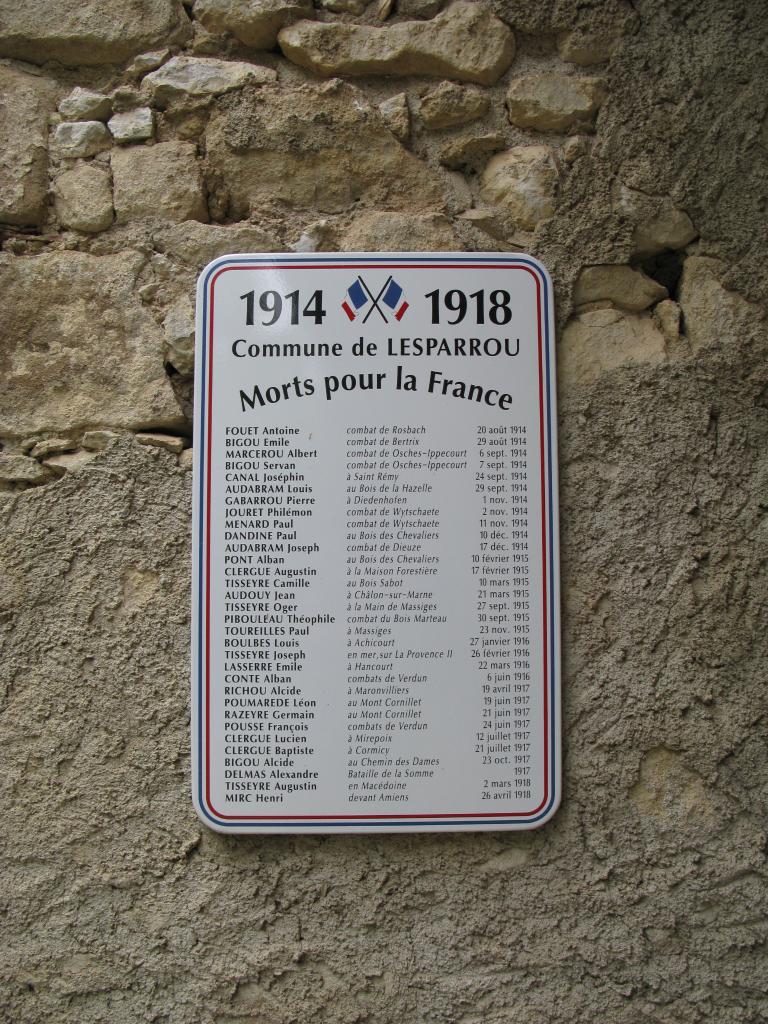 1914 1918
Commune de LESPARROU
Morts pour la France
FOUET Antoine combat de Rosbach 20 août 1914
BIGOU Emile combat de Bertrix 29 août 1914
MARCEROU Albert combat de Osches-Ippecourt 6 sept. 1914
BIGOU Servan combat de Osches-Ippecourt 7 sept. 1914
CANAL Joséphin à Saint Rémy 24 sept. 1914
AUDABRAM Louis au Bois de la Hazelle 29 sept. 1914
GABARROU Pierre à Diedenhofen 1 nov. 1914
JOURET Philémon combat de Wytschaete 2 nov. 1914
MENARD Paul combat de Wytschaete 11 nov. 1914
DANDINE Paul au Bois des Chevaliers 10 déc. 1914
AUDABRAM Joseph combat de Dieuze 17 déc. 1914
PONT Alban au Bois des Chevaliers 10 février 1915
CLERGUE Augustin à la Maison Forestière 17 février 1915
TISSEYRE Camille au Bois Sabot 10 mars 1915
AUDOUY Jean à Châlon-sur-Marne 21 mars 1915
TISSEYRE Oger à la Main de Massiges 27 sept. 1915
PIBOULEAU Théophile combat du Bois Marteau 30 sept. 1915
TOUREILLES Paul à Massiges 23 nov. 1915
BOULBES Louis à Achicourt 27 janvier 1916
TISSEYRE Joseph en mer,sur La Provence II 26 février 1916
LASSERRE Emile à Hancourt 22 mars 1916
CONTE Alban combats de Verdun 6 juin 1916
RICHOU Alcide à Maronvilliers 19 avril 1917
POUMAREDE Léon au Mont Cornillet 19 juin 1917
RAZEYRE Germain au Mont Cornillet 21 juin 1917
POUSSE François combats de Verdun 24 juin 1917
CLERGUE Lucien à Mirepoix 12 juillet 1917
CLERGUE Baptiste à Cormicy 21 juillet 1917
BIGOU Alcide au Chemin des Dames 23 oct. 1917
DELMAS Alexandre Bataille de la Somme 1917
TISSEYRE Augustin en Macédoine 2 mars 1918
MIRC Henri devant Amiens 26 avril 1918